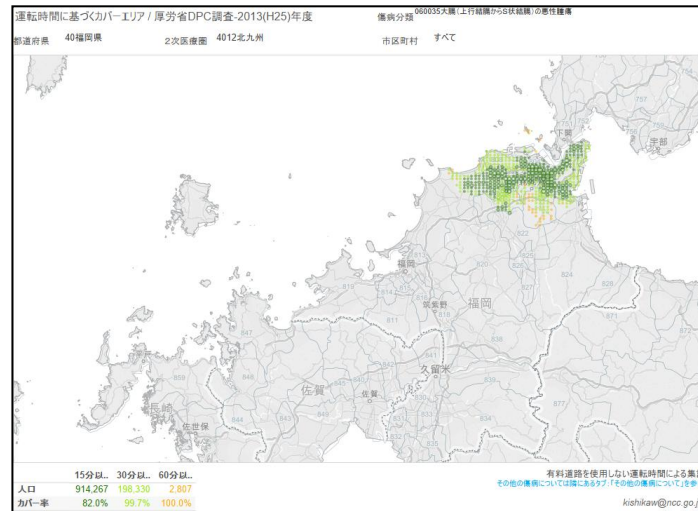 運転時間に基づくカバーエリア / 厚労省DPC調査-2013(H25)年度
傷病分類 060035大腸(上行結腸からS状結腸)の悪性腫瘍
都道府県 40福岡県 2次医療圏 4012北九州 市区町村 すべて
下関
宇部
福岡
筑紫野
福岡
久留米
佐賀
佐賀
長崎
佐世保
15分以.. 30分以.. 60分以..
人口 914,267 198,330 2,807
カバー率 82.0% 99.7% 100.0%
有料道路を使用しない運転時間による集計
その他の傷病については隣にあるタブ:「その他の傷病について」を参
kishikaw@ncc.go.j